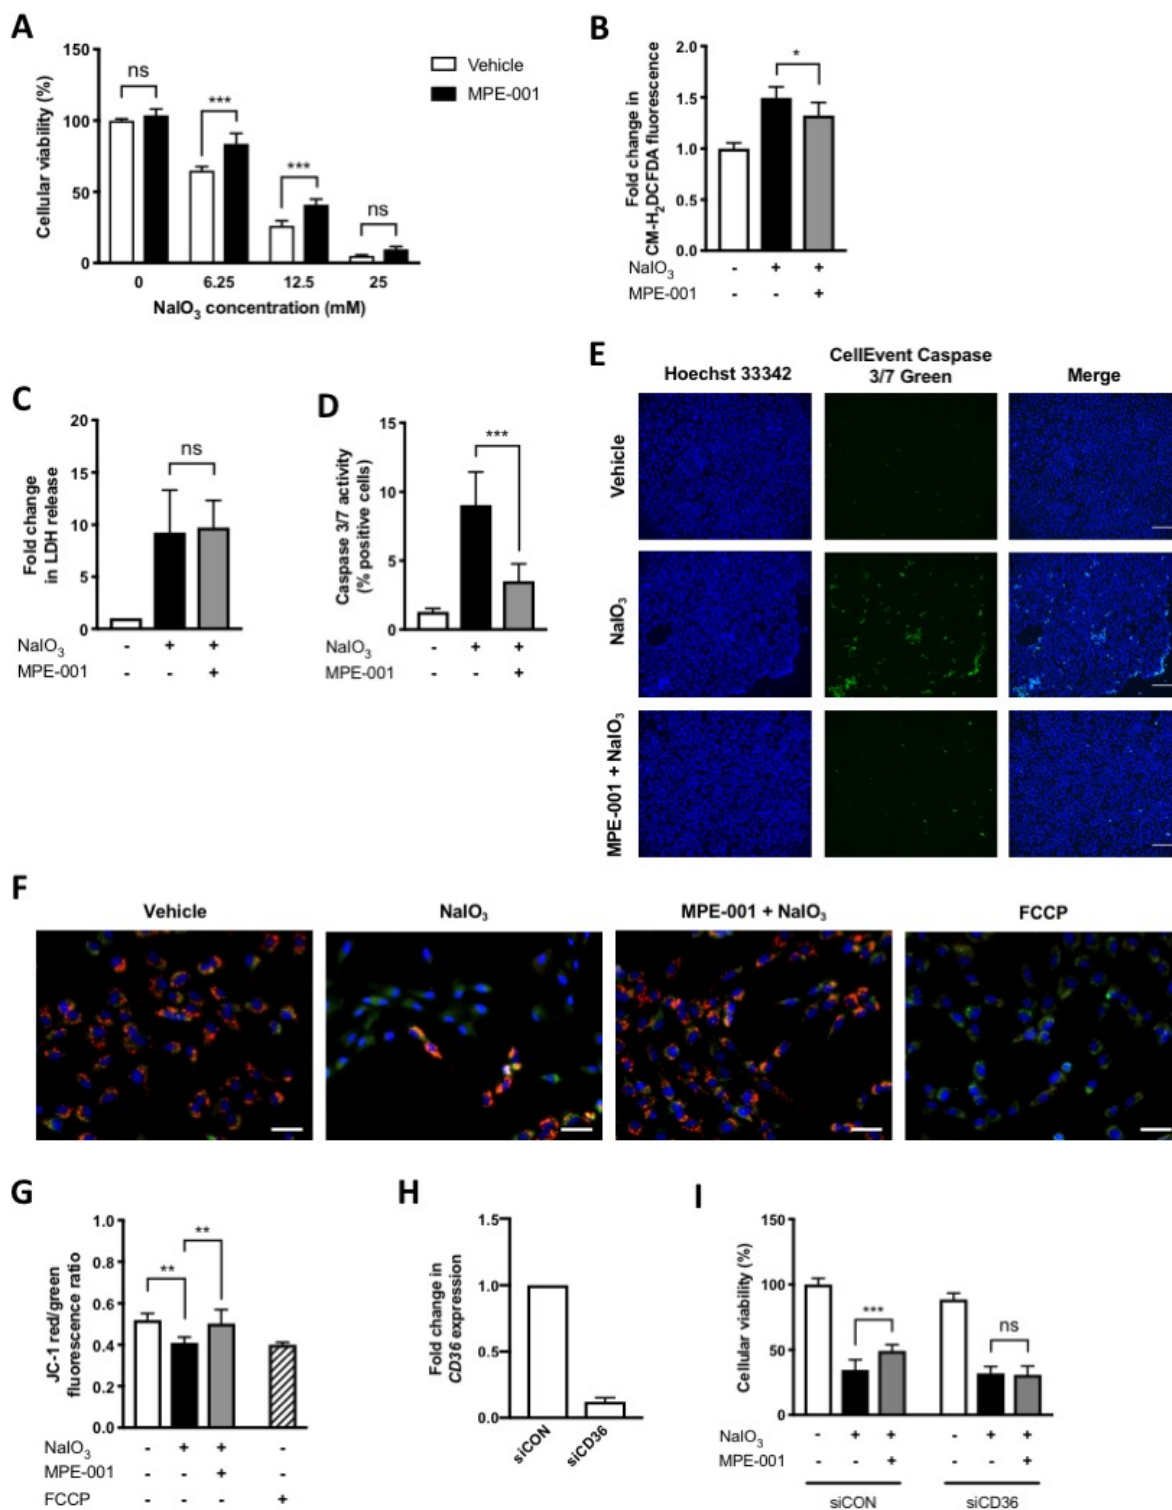 A
150
100
50
0
Cellular viability (%)
ns
***
***
ns
0 6.25 12.5 25
NaIO₃ concentration (mM)
Vehicle
MPE-001
B
2.0
1.5
1.0
0.5
0.0
Fold change in
CM-H₂DCFDA fluorescence
*
NaIO₃ - + +
MPE-001 - - +
C
20
15
10
5
0
Fold change
in LDH release
ns
NaIO₃ - + +
MPE-001 - - +
D
15
10
5
0
Caspase 3/7 activity
(% positive cells)
***
NaIO₃ - + +
MPE-001 - - +
E
Hoechst 33342
CellEvent Caspase
3/7 Green
Merge
Vehicle
NaIO₃
MPE-001 + NaIO₃
F
Vehicle NaIO₃ MPE-001 + NaIO₃ FCCP
G
1.0
0.8
0.6
0.4
0.2
0.0
JC-1 red/green
fluorescence ratio
**
**
NaIO₃ - + + -
MPE-001 - - + -
FCCP - - - +
H
1.5
1.0
0.5
0.0
Fold change in
CD36 expression
siCON siCD36
I
150
100
50
0
Cellular viability (%)
***
ns
NaIO₃ - + + - + +
MPE-001 - - + - - +
siCON siCD36